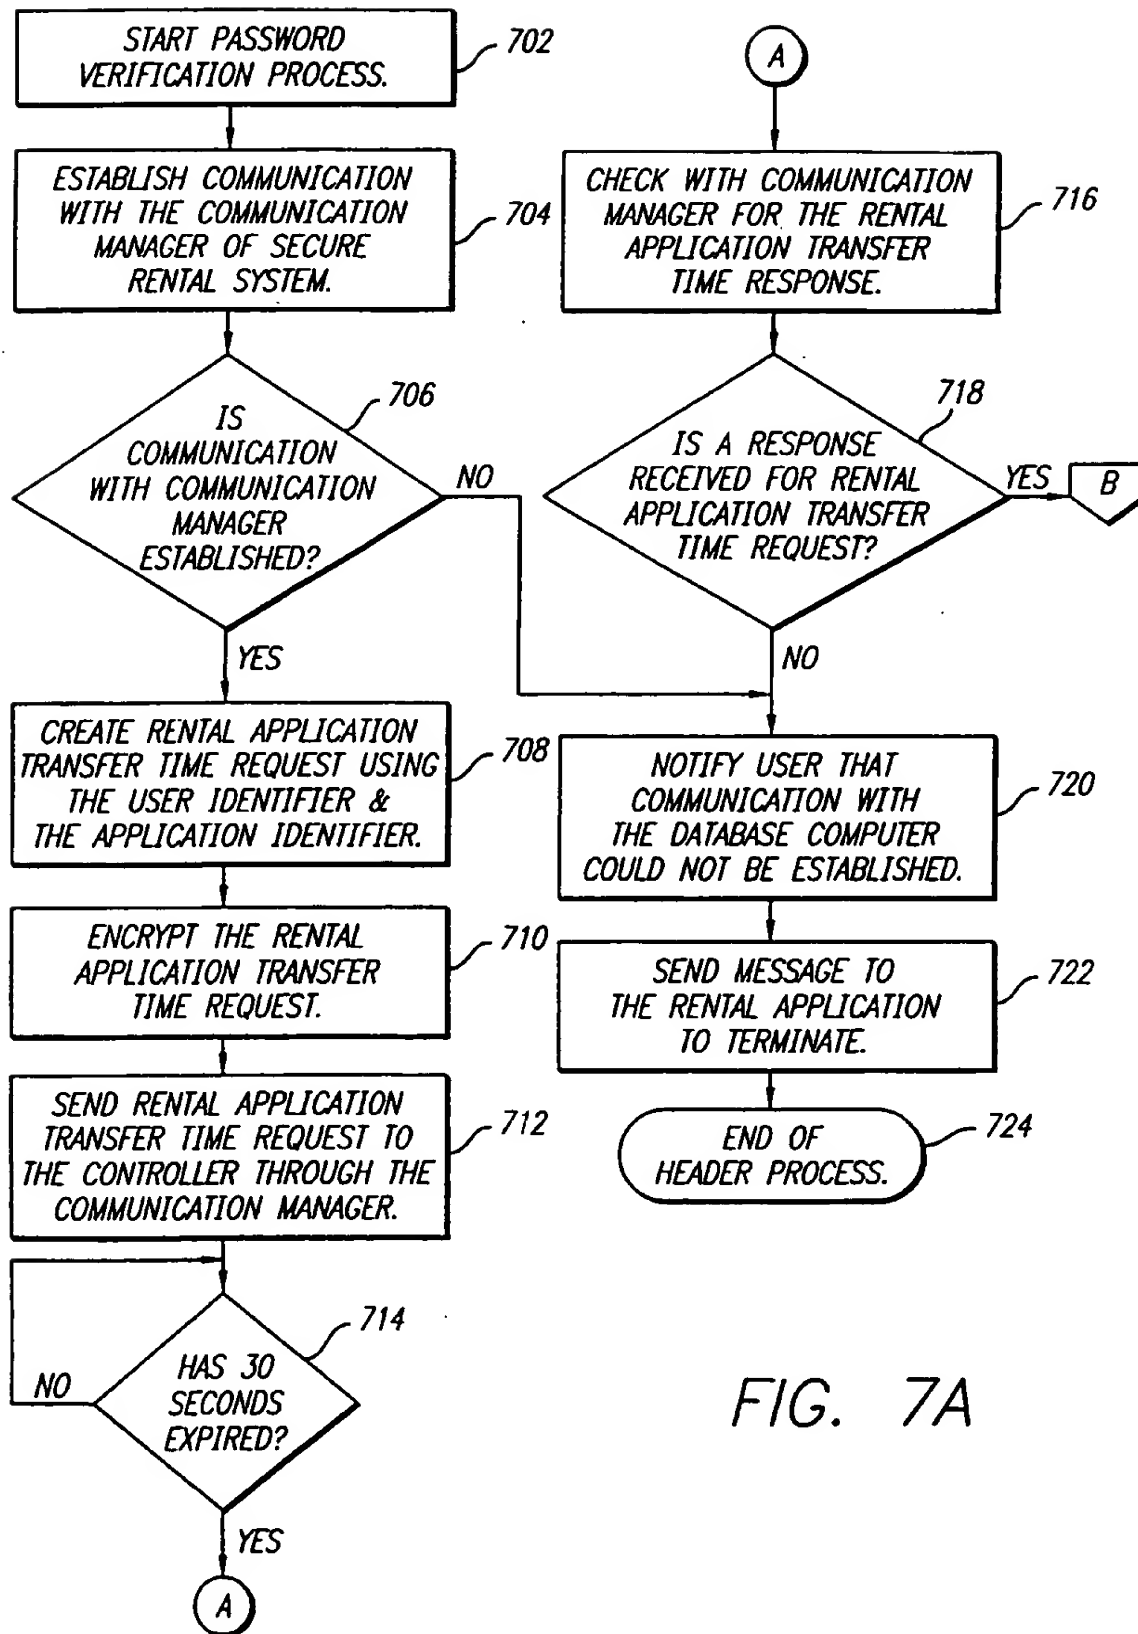 START PASSWORD
VERIFICATION PROCESS.
702
ESTABLISH COMMUNICATION
WITH THE COMMUNICATION
MANAGER OF SECURE
RENTAL SYSTEM.
704
IS
COMMUNICATION
WITH COMMUNICATION
MANAGER
ESTABLISHED?
706
NO
YES
CREATE RENTAL APPLICATION
TRANSFER TIME REQUEST USING
THE USER IDENTIFIER &
THE APPLICATION IDENTIFIER.
708
ENCRYPT THE RENTAL
APPLICATION TRANSFER
TIME REQUEST.
710
SEND RENTAL APPLICATION
TRANSFER TIME REQUEST TO
THE CONTROLLER THROUGH THE
COMMUNICATION MANAGER.
712
HAS 30
SECONDS
EXPIRED?
714
NO
YES
A
A
CHECK WITH COMMUNICATION
MANAGER FOR THE RENTAL
APPLICATION TRANSFER
TIME RESPONSE.
716
IS A RESPONSE
RECEIVED FOR RENTAL
APPLICATION TRANSFER
TIME REQUEST?
718
YES
B
NO
NOTIFY USER THAT
COMMUNICATION WITH
THE DATABASE COMPUTER
COULD NOT BE ESTABLISHED.
720
SEND MESSAGE TO
THE RENTAL APPLICATION
TO TERMINATE.
722
END OF
HEADER PROCESS.
724
FIG. 7A